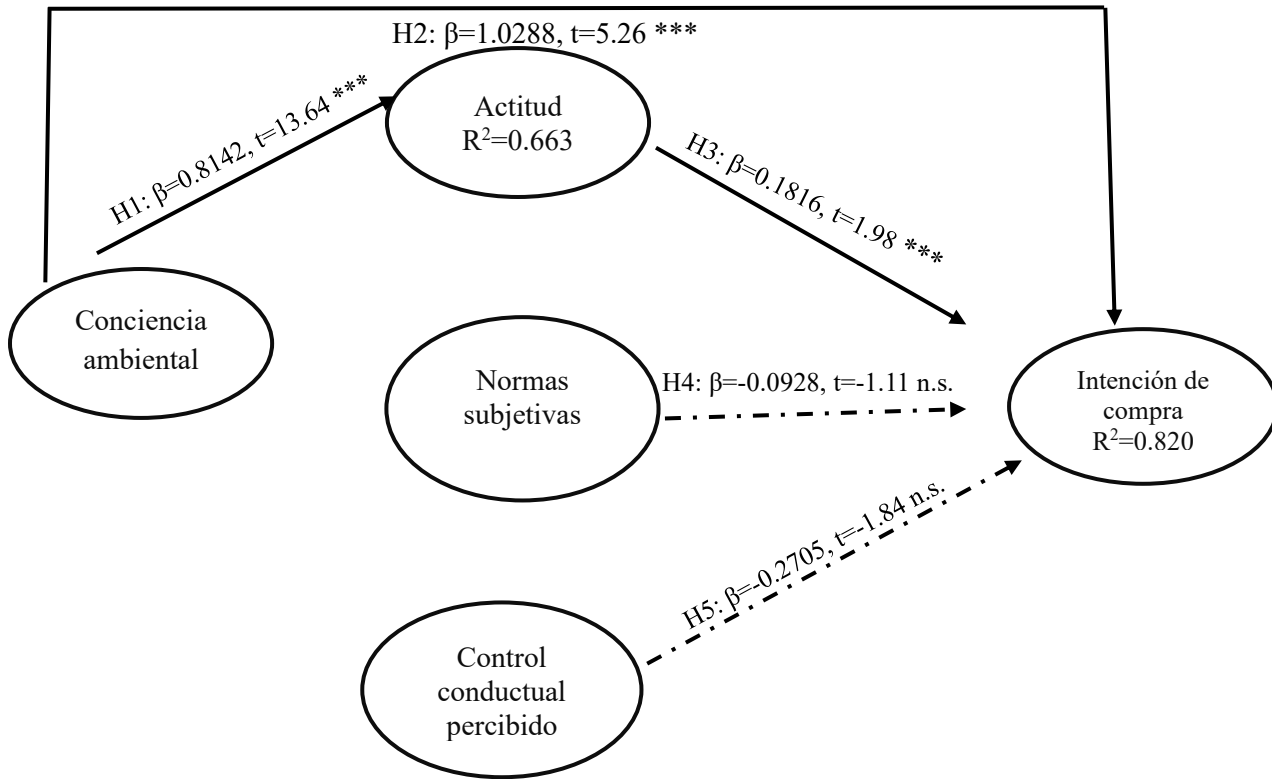 H2: β=1.0288, t=5.26 ***
H1: β=0.8142, t=13.64 ***
Actitud
R²=0.663
H3: β=0.1816, t=1.98 ***
Conciencia
ambiental
Normas
subjetivas
H4: β=-0.0928, t=-1.11 n.s.
Intención de
compra
R²=0.820
H5: β=-0.2705, t=-1.84 n.s.
Control
conductual
percibido